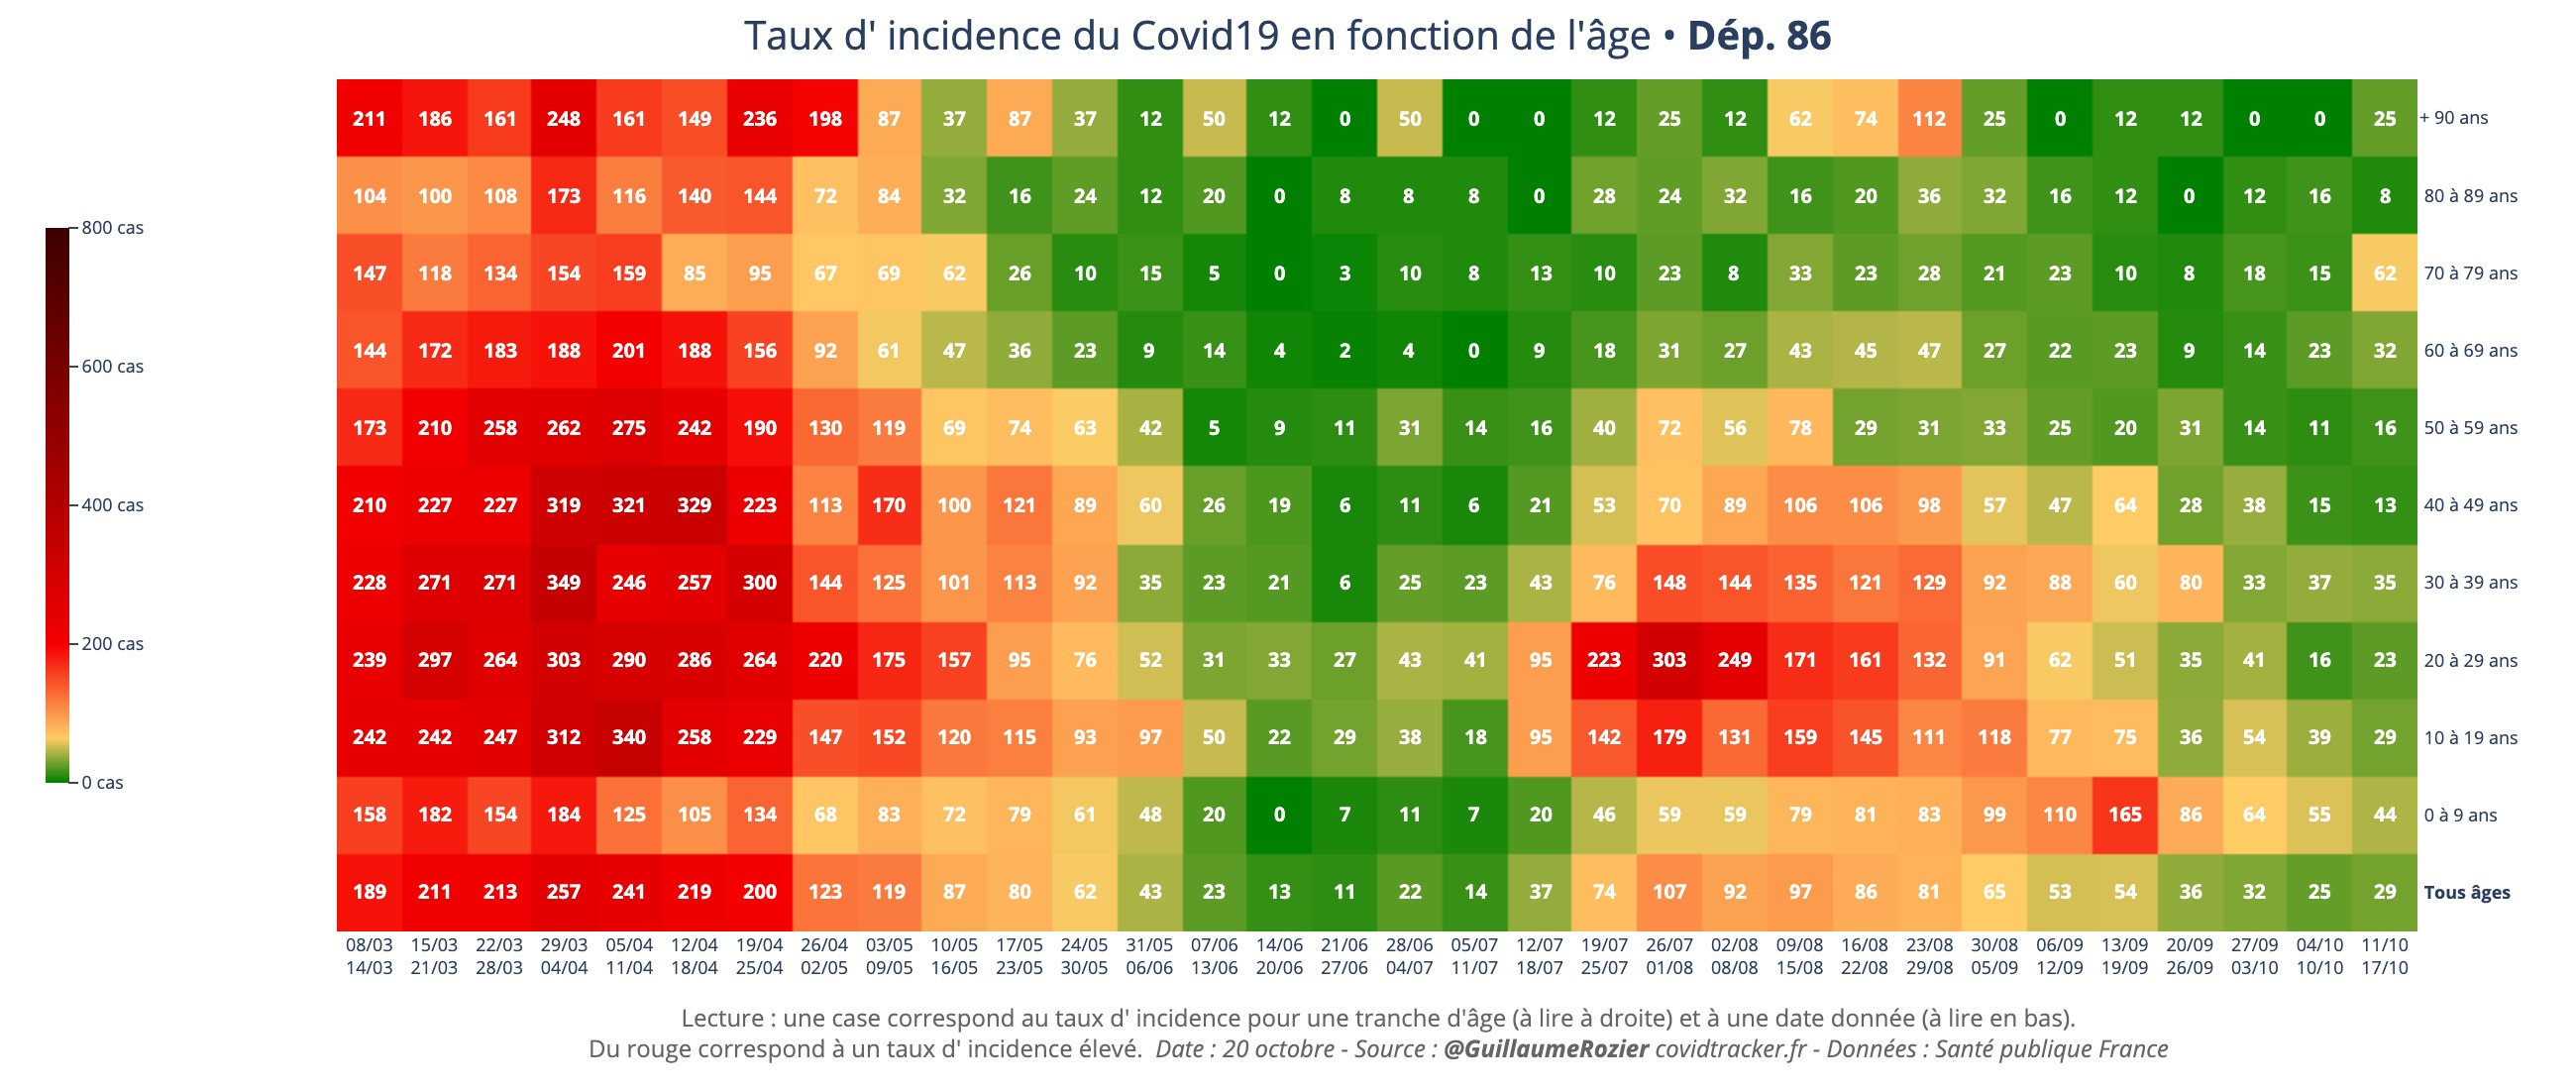 Taux d' incidence du Covid19 en fonction de l'âge • Dép. 86
211 186 161 248 161 149 236 198 87 37 87 37 12 50 12 0 50 0 0 12 25 12 62 74 112 25 0 12 12 0 0 25 + 90 ans
104 100 108 173 116 140 144 72 84 32 16 24 12 20 0 8 8 8 0 28 24 32 16 20 36 32 16 12 0 12 16 8 80 à 89 ans
800 cas
147 118 134 154 159 85 95 67 69 62 26 10 15 5 0 3 10 8 13 10 23 8 33 23 28 21 23 10 8 18 15 62 70 à 79 ans
144 172 183 188 201 188 156 92 61 47 36 23 9 14 4 2 4 0 9 18 31 27 43 45 47 27 22 23 9 14 23 32 60 à 69 ans
600 cas
173 210 258 262 275 242 190 130 119 69 74 63 42 5 9 11 31 14 16 40 72 56 78 29 31 33 25 20 31 14 11 16 50 à 59 ans
400 cas
210 227 227 319 321 329 223 113 170 100 121 89 60 26 19 6 11 6 21 53 70 89 106 106 98 57 47 64 28 38 15 13 40 à 49 ans
228 271 271 349 246 257 300 144 125 101 113 92 35 23 21 6 25 23 43 76 148 144 135 121 129 92 88 60 80 33 37 35 30 à 39 ans
200 cas
239 297 264 303 290 286 264 220 175 157 95 76 52 31 33 27 43 41 95 223 303 249 171 161 132 91 62 51 35 41 16 23 20 à 29 ans
242 242 247 312 340 258 229 147 152 120 115 93 97 50 22 29 38 18 95 142 179 131 159 145 111 118 77 75 36 54 39 29 10 à 19 ans
0 cas
158 182 154 184 125 105 134 68 83 72 79 61 48 20 0 7 11 7 20 46 59 59 79 81 83 99 110 165 86 64 55 44 0 à 9 ans
189 211 213 257 241 219 200 123 119 87 80 62 43 23 13 11 22 14 37 74 107 92 97 86 81 65 53 54 36 32 25 29 Tous âges
08/03 15/03 22/03 29/03 05/04 12/04 19/04 26/04 03/05 10/05 17/05 24/05 31/05 07/06 14/06 21/06 28/06 05/07 12/07 19/07 26/07 02/08 09/08 16/08 23/08 30/08 06/09 13/09 20/09 27/09 04/10 11/10
14/03 21/03 28/03 04/04 11/04 18/04 25/04 02/05 09/05 16/05 23/05 30/05 06/06 13/06 20/06 27/06 04/07 11/07 18/07 25/07 01/08 08/08 15/08 22/08 29/08 05/09 12/09 19/09 26/09 03/10 10/10 17/10
Lecture : une case correspond au taux d' incidence pour une tranche d'âge (à lire à droite) et à une date donnée (à lire en bas).
Du rouge correspond à un taux d' incidence élevé. Date : 20 octobre - Source : @GuillaumeRozier covidtracker.fr - Données : Santé publique France